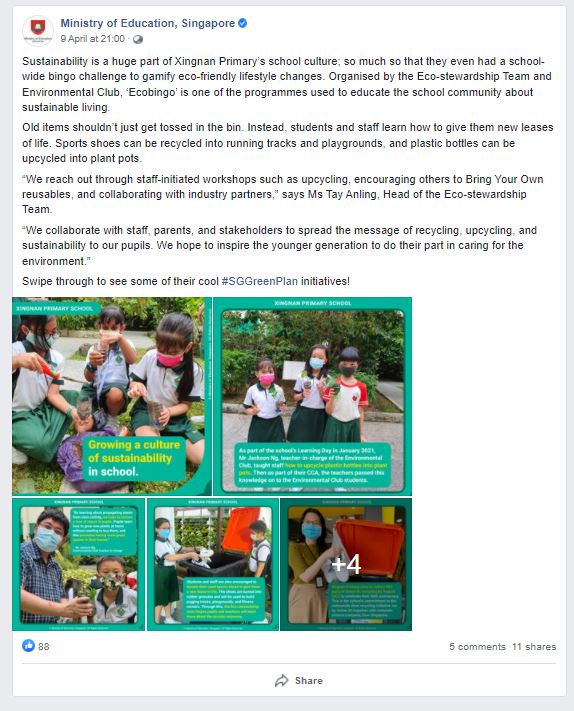 Ministry of Education, Singapore
9 April at 21:00 ·
Sustainability is a huge part of Xingnan Primary's school culture; so much so that they even had a school-
wide bingo challenge to gamify eco-friendly lifestyle changes. Organised by the Eco-stewardship Team and
Environmental Club, 'Ecobingo' is one of the programmes used to educate the school community about
sustainable living.
Old items shouldn't just get tossed in the bin. Instead, students and staff learn how to give them new leases
of life. Sports shoes can be recycled into running tracks and playgrounds, and plastic bottles can be
upcycled into plant pots.
“We reach out through staff-initiated workshops such as upcycling, encouraging others to Bring Your Own
reusables, and collaborating with industry partners,” says Ms Tay Anling, Head of the Eco-stewardship
Team.
“We collaborate with staff, parents, and stakeholders to spread the message of recycling, upcycling, and
sustainability to our pupils. We hope to inspire the younger generation to do their part in caring for the
environment.”
Swipe through to see some of their cool #SGGreenPlan initiatives!
XINGNAN PRIMARY SCHOOL
Growing a culture
of sustainability
in school.
XINGNAN PRIMARY SCHOOL
As part of the school's Learning Day in January 2021,
Mr Jackson Ng, teacher-in-charge of the Environmental
Club, taught staff how to upcycle plastic bottles into plant
pots. Then as part of their CCA, the teachers passed this
knowledge on to the Environmental Club students.
XINGNAN PRIMARY SCHOOL
XINGNAN PRIMARY SCHOOL
Students and staff are also encouraged to
+4
88
5 comments 11 shares
Share